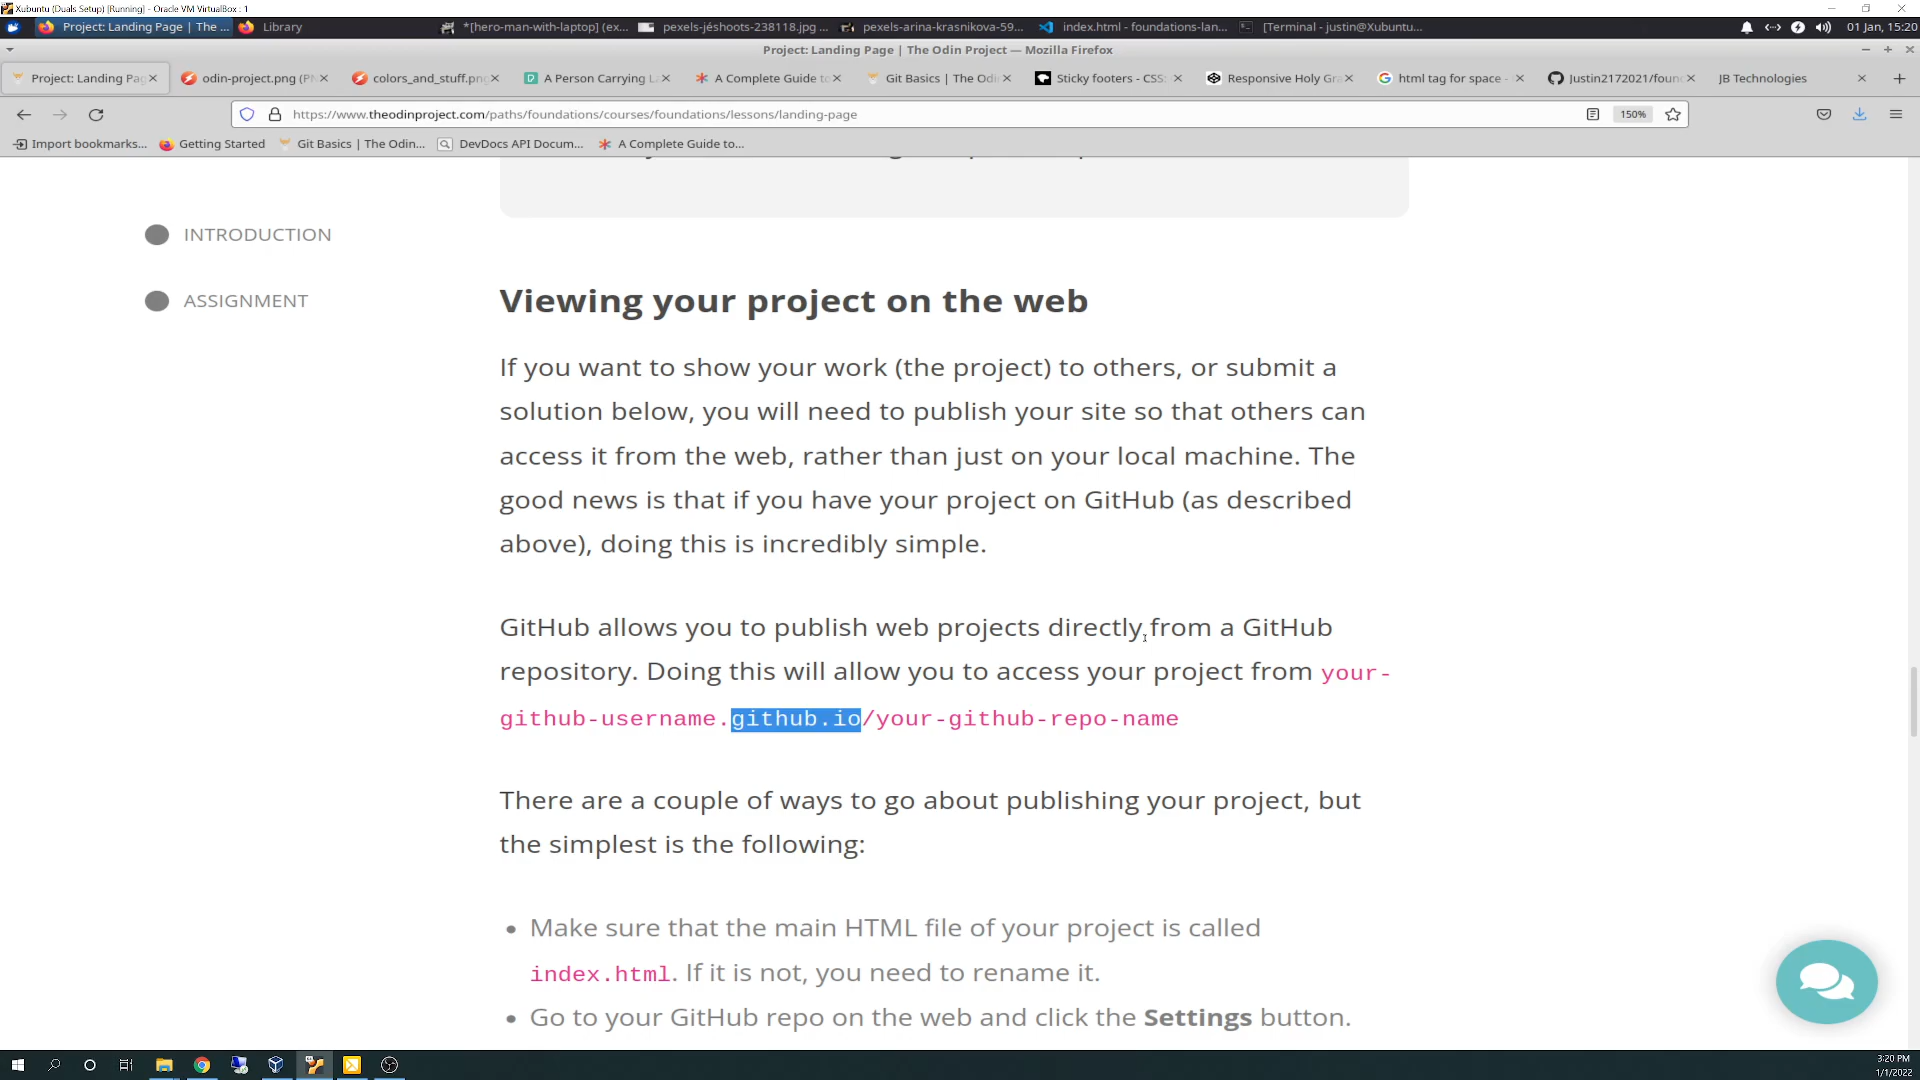 Xubuntu (Duals Setup) [Running] - Oracle VM VirtualBox : 1
Project: Landing Page | The ...
Library
*[hero-man-with-laptop] (ex...
pexels-jéshoots-238118.jpg ...
pexels-arina-krasnikova-59...
index.html - foundations-lan...
[Terminal - justin@Xubuntu...
01 Jan, 15:20
Project: Landing Page | The Odin Project — Mozilla Firefox
Project: Landing Pag
odin-project.png (PN
colors_and_stuff.png
A Person Carrying L
A Complete Guide to
Git Basics | The Odi
Sticky footers - CSS:
Responsive Holy Gra
html tag for space -
Justin2172021/found
JB Technologies
https://www.theodinproject.com/paths/foundations/courses/foundations/lessons/landing-page
150%
Import bookmarks...
Getting Started
Git Basics | The Odin...
DevDocs API Docum...
A Complete Guide to...
INTRODUCTION
ASSIGNMENT
Viewing your project on the web
If you want to show your work (the project) to others, or submit a
solution below, you will need to publish your site so that others can
access it from the web, rather than just on your local machine. The
good news is that if you have your project on GitHub (as described
above), doing this is incredibly simple.
GitHub allows you to publish web projects directly from a GitHub
repository. Doing this will allow you to access your project from your-
github-username.github.io/your-github-repo-name
There are a couple of ways to go about publishing your project, but
the simplest is the following:
• Make sure that the main HTML file of your project is called
index.html. If it is not, you need to rename it.
• Go to your GitHub repo on the web and click the Settings button.
3:20 PM
1/1/2022